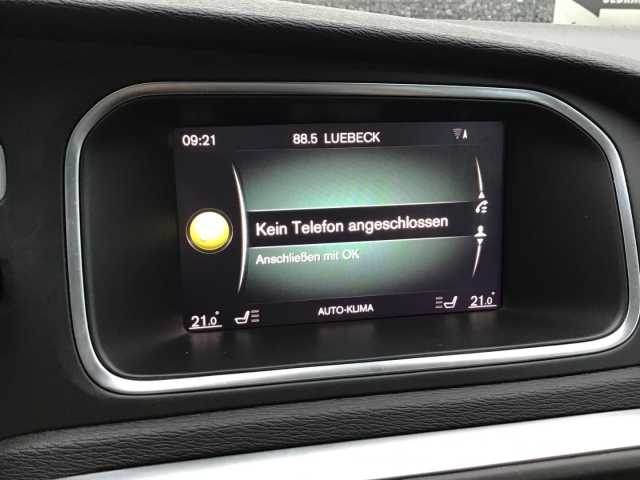 09:21 88.5 LUEBECK A
Kein Telefon angeschlossen
Anschließen mit OK
21.0° AUTO-KLIMA 21.0°